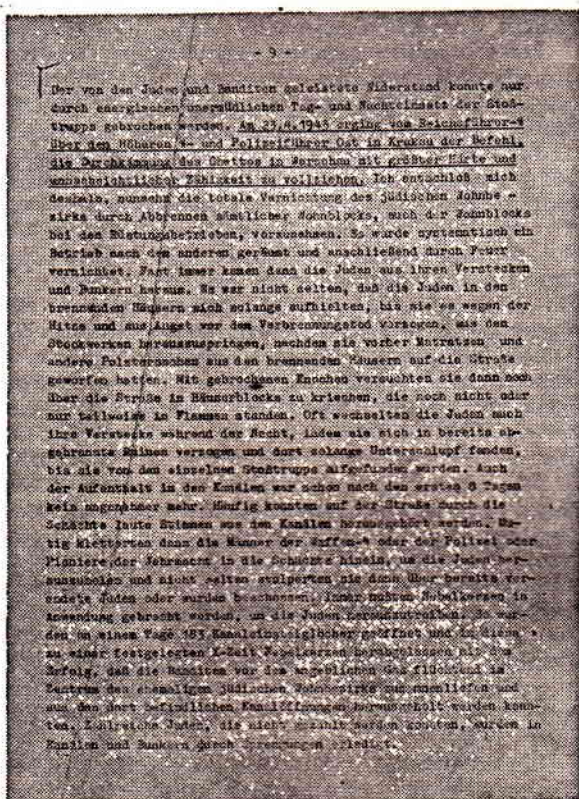 - 9 -
Der von den Juden und Banditen geleistete Widerstand konnte nur
durch energischen unermüdlichen Tag- und Nachteinsatz der Stoß-
trupps gebrochen werden. Am 23.4.1943 erging vom Reichsführer-SS
über den Höheren SS- und Polizeiführer Ost in Krakau der Befehl,
die Durchkämmung des Ghettos in Warschau mit größter Härte und
unnachsichtlicher Zähigkeit zu vollziehen. Ich entschloß mich
deshalb, nunmehr die totale Vernichtung des jüdischen Wohnbe-
zirks durch Abbrennen sämtlicher Wohnblocks, auch der Wohnblocks
bei den Rüstungsbetrieben, vorzunehmen. Es wurde systematisch ein
Betrieb nach dem anderen geräumt und anschließend durch Feuer
vernichtet. Fast immer kamen dann die Juden aus ihren Verstecken
und Bunkern heraus. Es war nicht selten, daß die Juden in den
brennenden Häusern sich solange aufhielten, bis sie es wegen der
Hitze und aus Angst vor dem Verbrennungstod vorzogen, aus den
Stockwerken herauszuspringen, nachdem sie vorher Matratzen und
andere Polstersachen aus den brennenden Häusern auf die Straße
geworfen hatten. Mit gebrochenen Knochen versuchten sie dann noch
über die Straße in Häuserblocks zu kriechen, die noch nicht oder
nur teilweise in Flammen standen. Oft wechselten die Juden auch
ihre Verstecke während der Nacht, indem sie sich in bereits ab-
gebrannte Ruinen verzogen und dort solange Unterschlupf fanden,
bis sie von den einzelnen Stoßtrupps aufgefunden wurden. Auch
der Aufenthalt in den Kanälen war schon nach den ersten 8 Tagen
kein angenehmer mehr. Häufig konnten auf der Straße durch die
Schächte laute Stimmen aus den Kanälen herausgehört werden. Mu-
tig kletterten dann die Männer der Waffen-SS oder der Polizei oder
Pioniere der Wehrmacht in die Schächte hinein, um die Juden her-
auszuholen und nicht selten stolperten sie dann über bereits ver-
endete Juden oder wurden beschossen. Immer mußten Nebelkerzen in
Anwendung gebracht werden, um die Juden herauszutreiben. So wur-
den an einem Tage 183 Kanaleinsteiglöcher geöffnet und in diese
zu einer festgelegten X-Zeit Nebelkerzen herabgelassen mit dem
Erfolg, daß die Banditen vor dem angeblichen Gas flüchtend im
Zentrum des ehemaligen jüdischen Wohnbezirks zusammenliefen und
aus den dort befindlichen Kanalöffnungen herausgeholt werden konn-
ten. Zahlreiche Juden, die nicht gezählt werden konnten, wurden in
Kanälen und Bunkern durch Sprengungen erledigt.